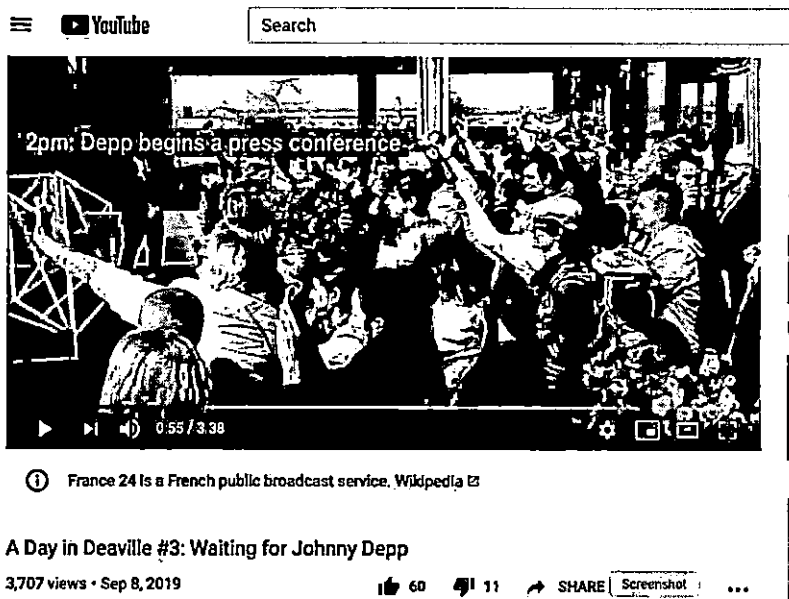 YouTube
Search
2pm: Depp begins a press conference
0:55 / 3:38
France 24 is a French public broadcast service. Wikipedia
A Day in Deaville #3: Waiting for Johnny Depp
3,707 views • Sep 8, 2019
60 11 SHARE Screenshot ...